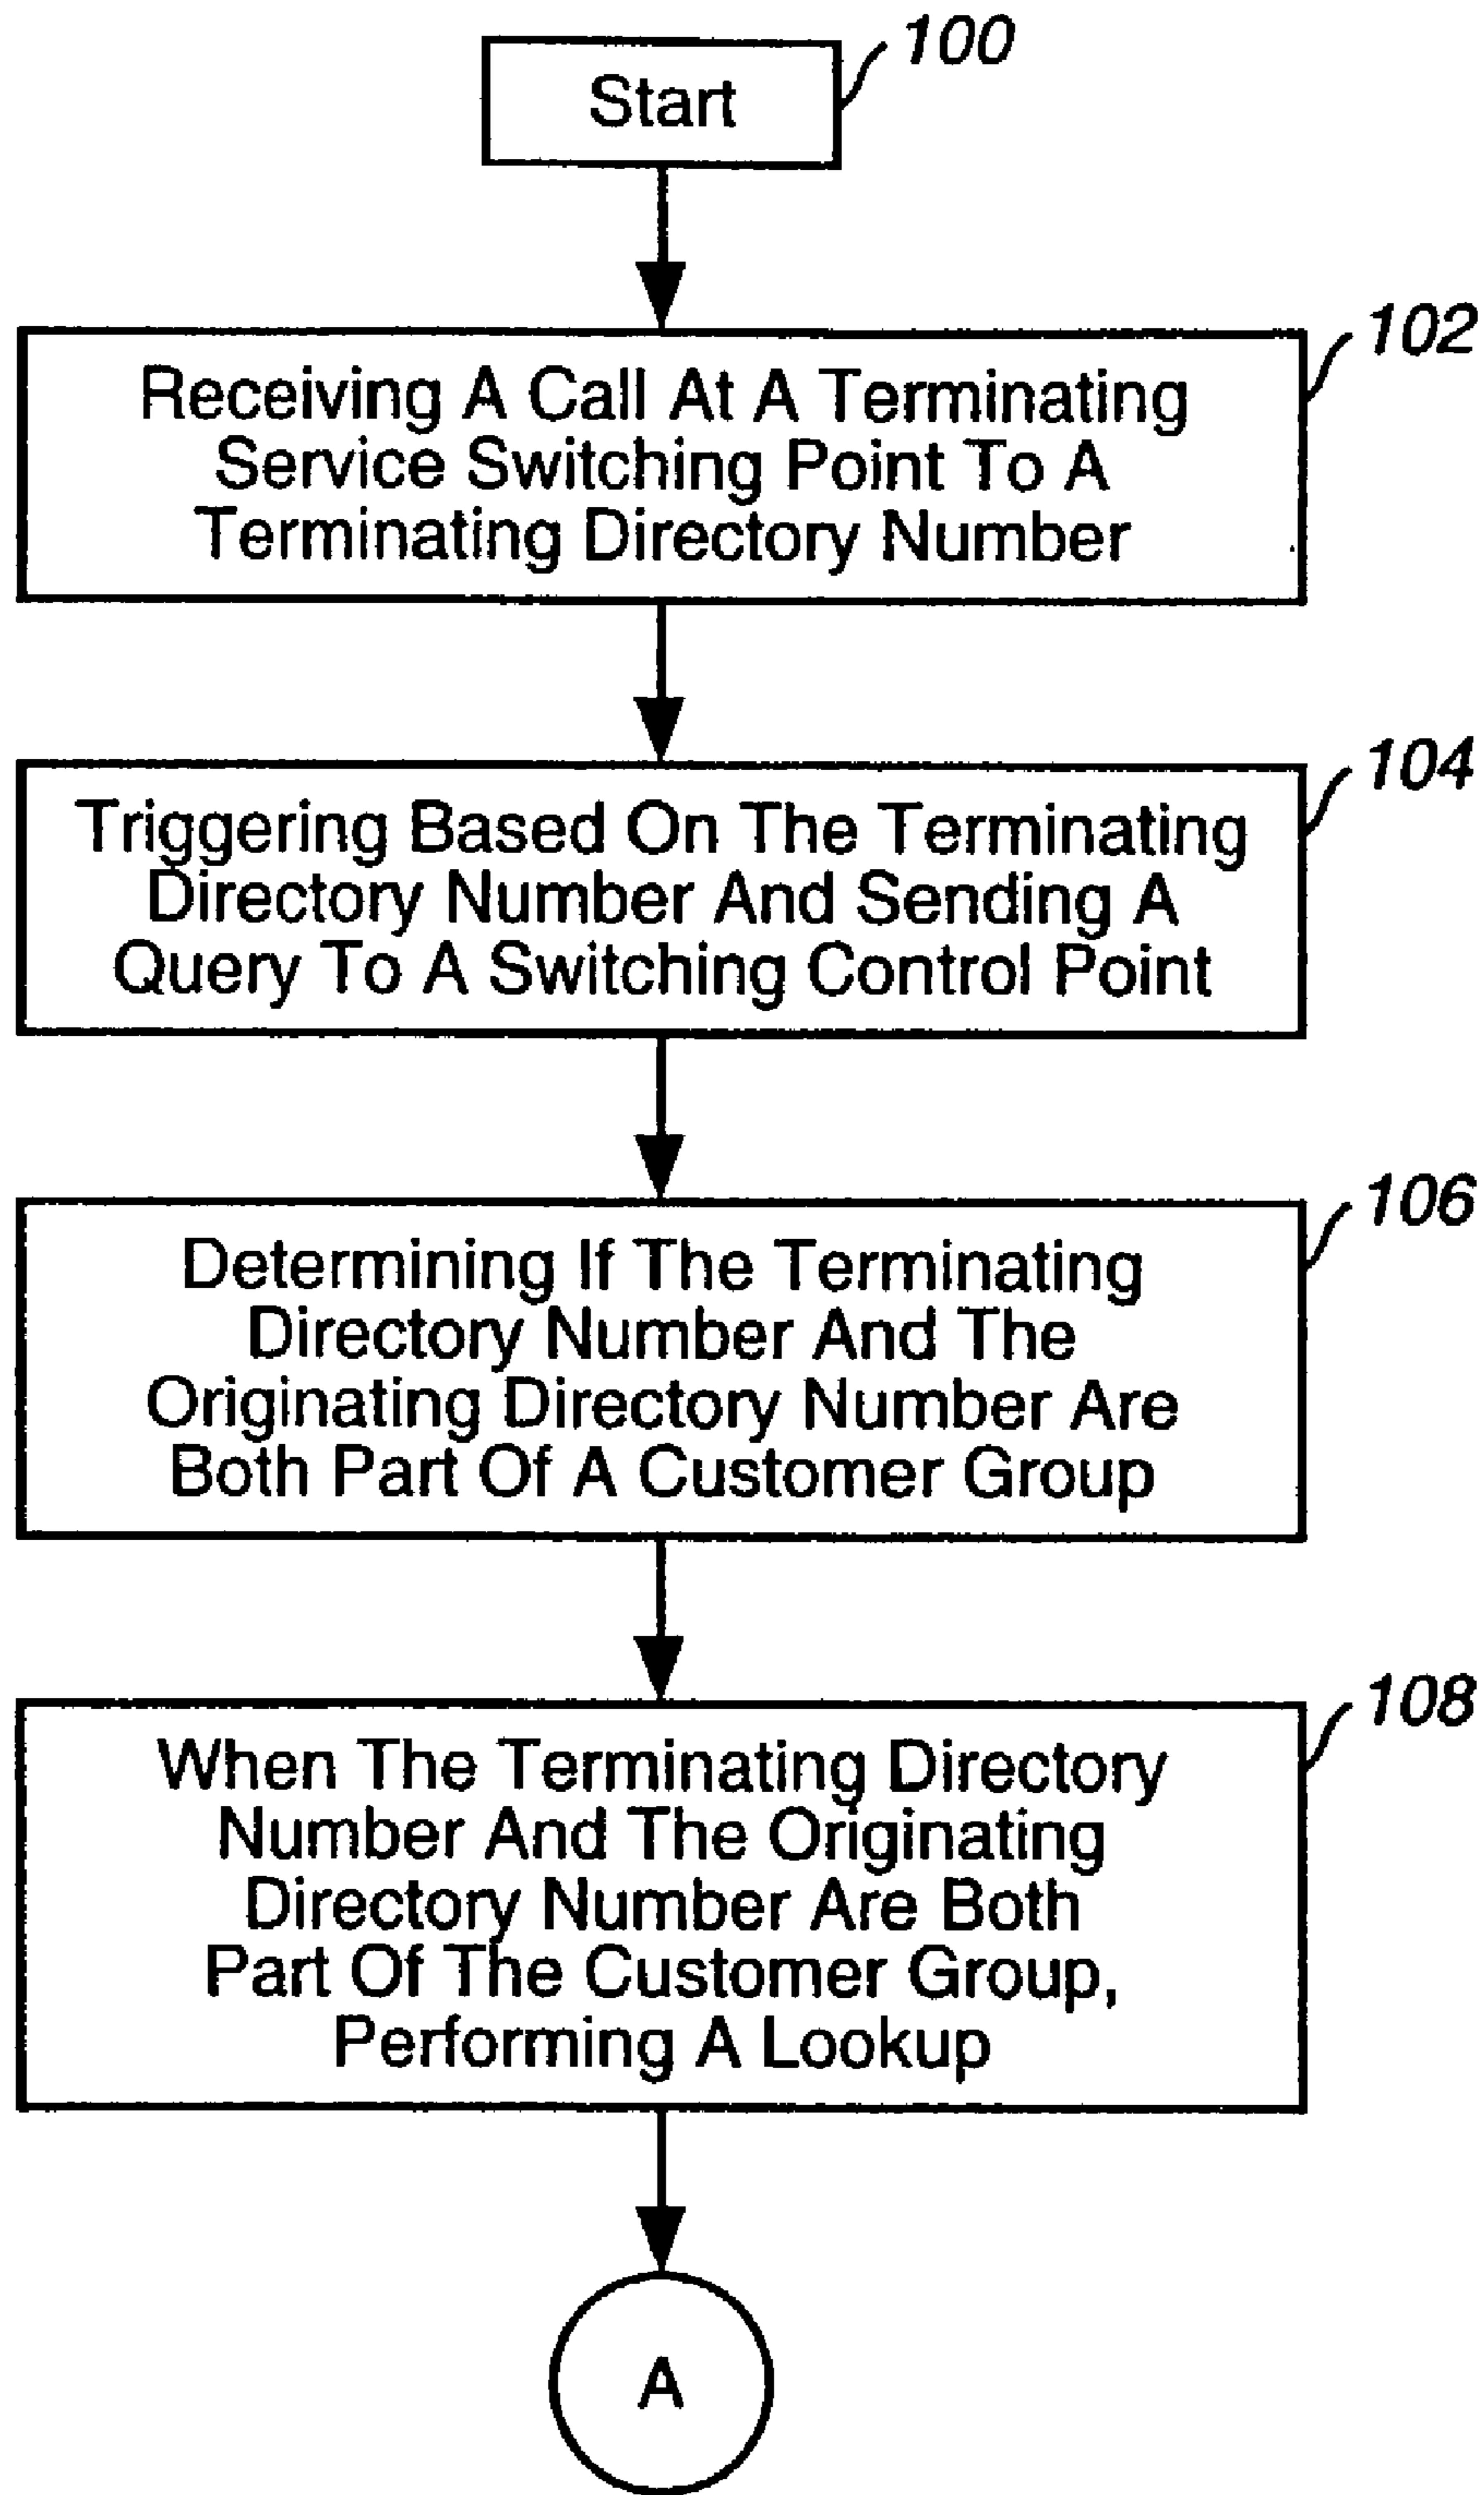 100
Start
102
Receiving A Call At A Terminating
Service Switching Point To A
Terminating Directory Number
104
Triggering Based On The Terminating
Directory Number And Sending A
Query To A Switching Control Point
106
Determining If The Terminating
Directory Number And The
Originating Directory Number Are
Both Part Of A Customer Group
108
When The Terminating Directory
Number And The Originating
Directory Number Are Both
Part Of The Customer Group,
Performing A Lookup
A